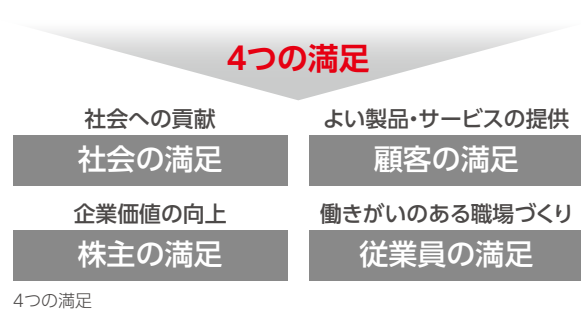 4つの満足
社会への貢献
社会の満足
よい製品・サービスの提供
顧客の満足
企業価値の向上
株主の満足
働きがいのある職場づくり
従業員の満足
4つの満足